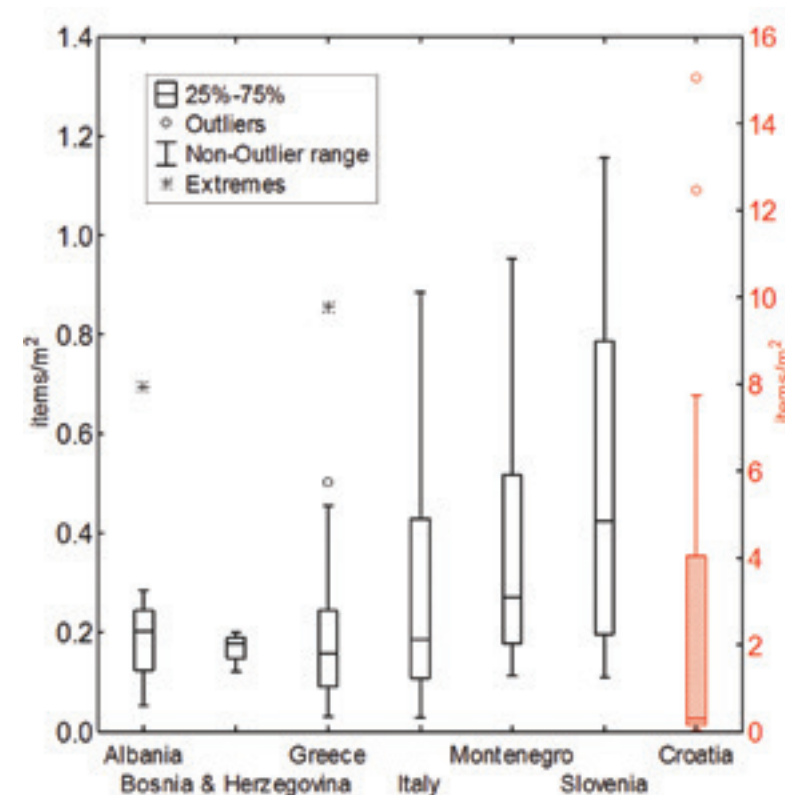 1.4
1.2
1.0
0.8
0.6
0.4
0.2
0.0
items/m²
25%-75%
Outliers
Non-Outlier range
Extremes
16
14
12
10
8
6
4
2
0
items/m²
Albania Greece Montenegro Croatia
Bosnia & Herzegovina Italy Slovenia